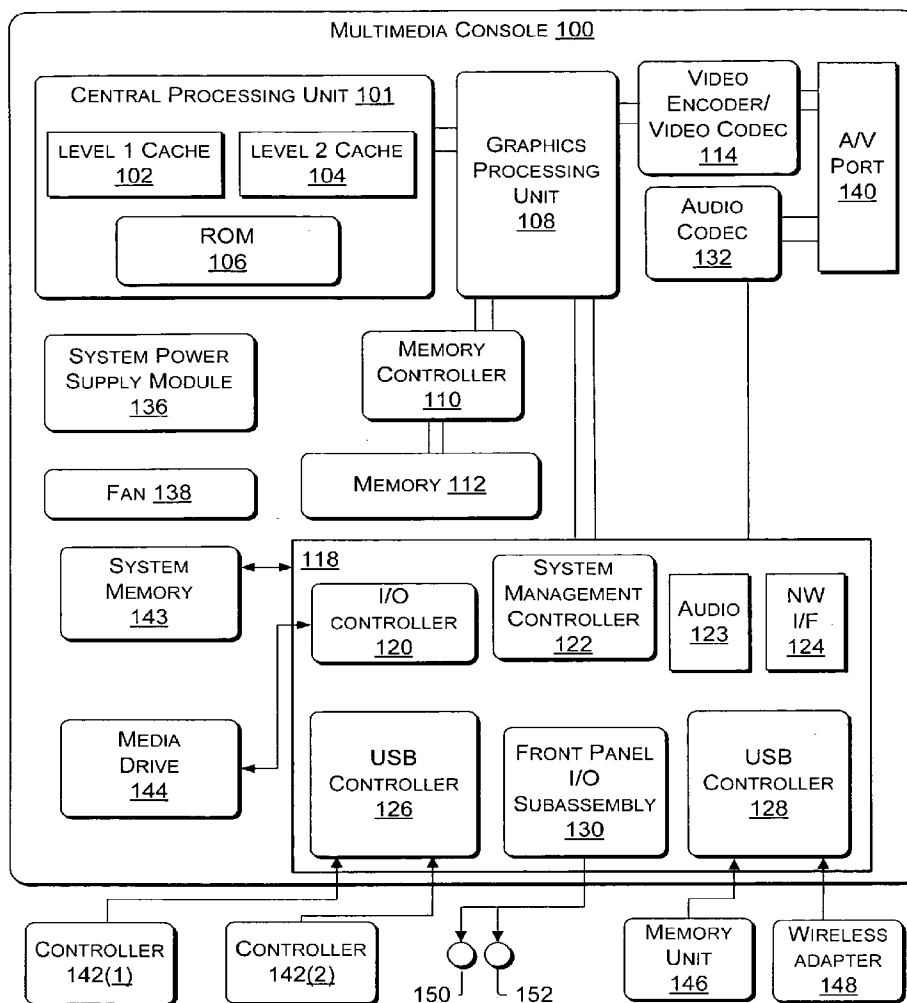 MULTIMEDIA CONSOLE 100
CENTRAL PROCESSING UNIT 101
LEVEL 1 CACHE
102
LEVEL 2 CACHE
104
ROM
106
GRAPHICS
PROCESSING
UNIT
108
VIDEO
ENCODER/
VIDEO CODEC
114
A/V
PORT
140
AUDIO
CODEC
132
SYSTEM POWER
SUPPLY MODULE
136
MEMORY
CONTROLLER
110
FAN 138
MEMORY 112
SYSTEM
MEMORY
143
118
I/O
CONTROLLER
120
SYSTEM
MANAGEMENT
CONTROLLER
122
AUDIO
123
NW
I/F
124
MEDIA
DRIVE
144
USB
CONTROLLER
126
FRONT PANEL
I/O
SUBASSEMBLY
130
USB
CONTROLLER
128
CONTROLLER
142(1)
CONTROLLER
142(2)
150
152
MEMORY
UNIT
146
WIRELESS
ADAPTER
148